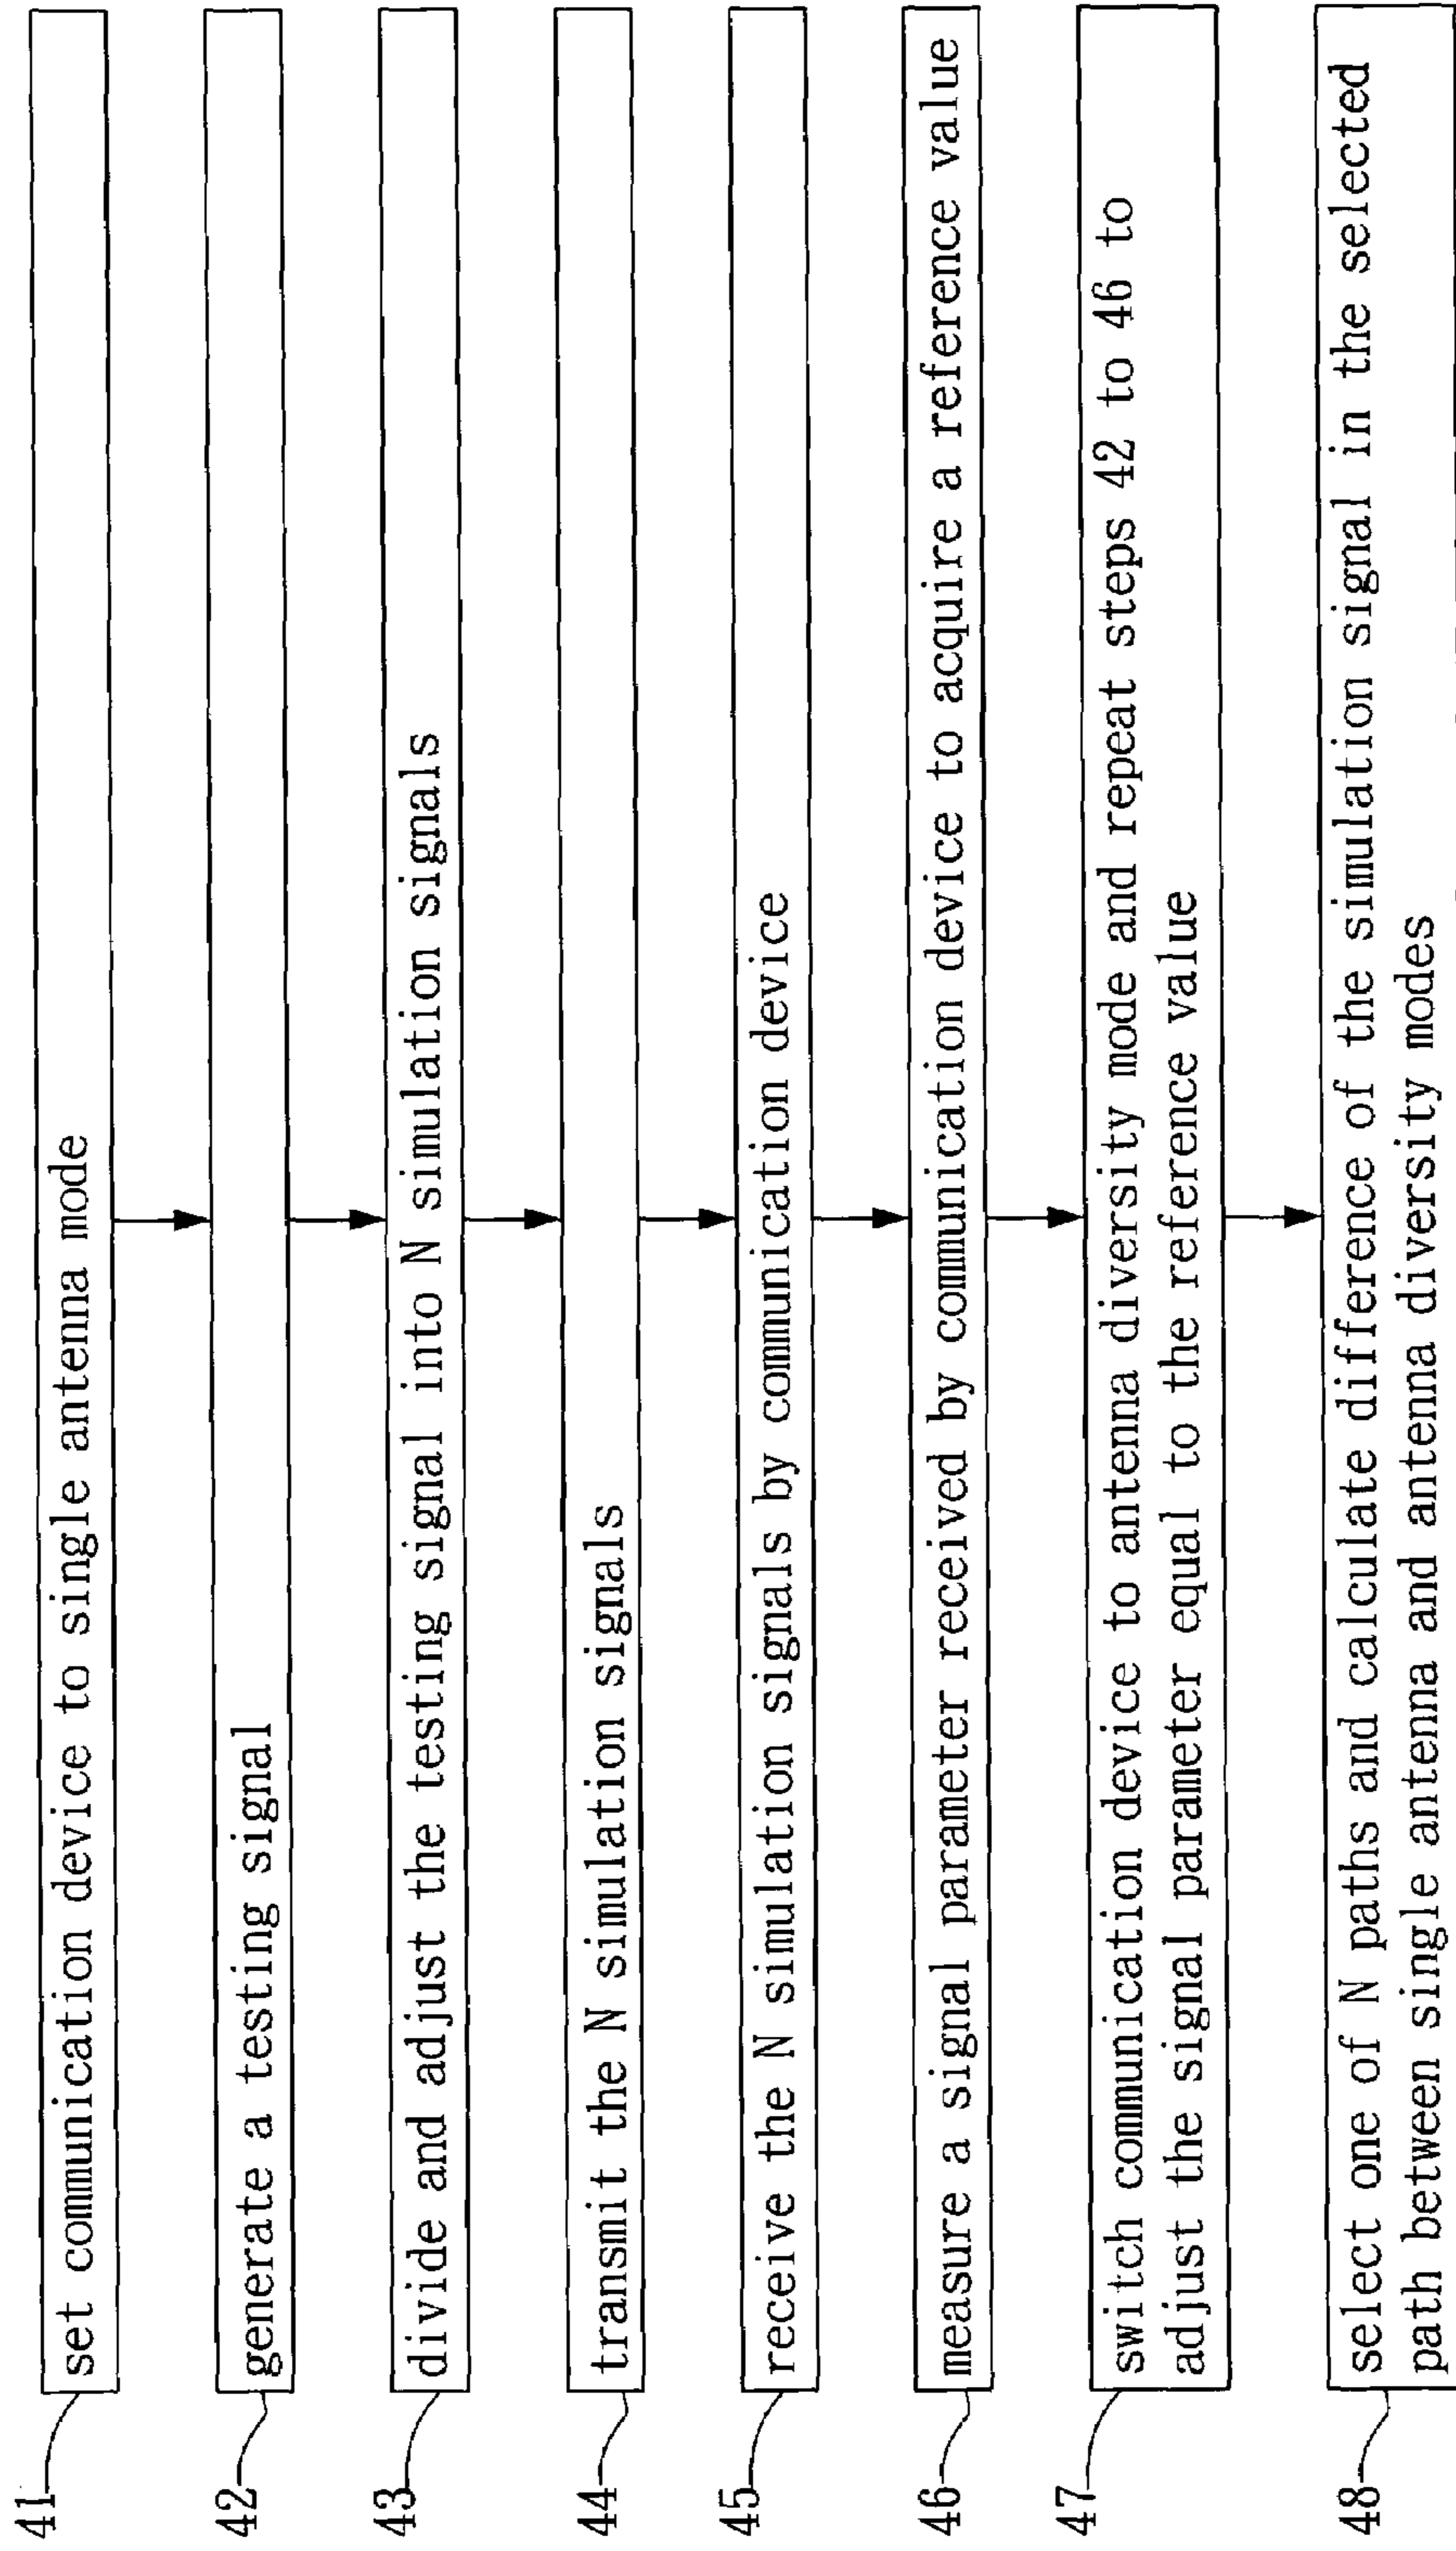 41
set communication device to single antenna mode
42
generate a testing signal
43
divide and adjust the testing signal into N simulation signals
44
transmit the N simulation signals
45
receive the N simulation signals by communication device
46
measure a signal parameter received by communication device to acquire a reference value
47
switch communication device to antenna diversity mode and repeat steps 42 to 46 to
adjust the signal parameter equal to the reference value
48
select one of N paths and calculate difference of the simulation signal in the selected
path between single antenna and antenna diversity modes